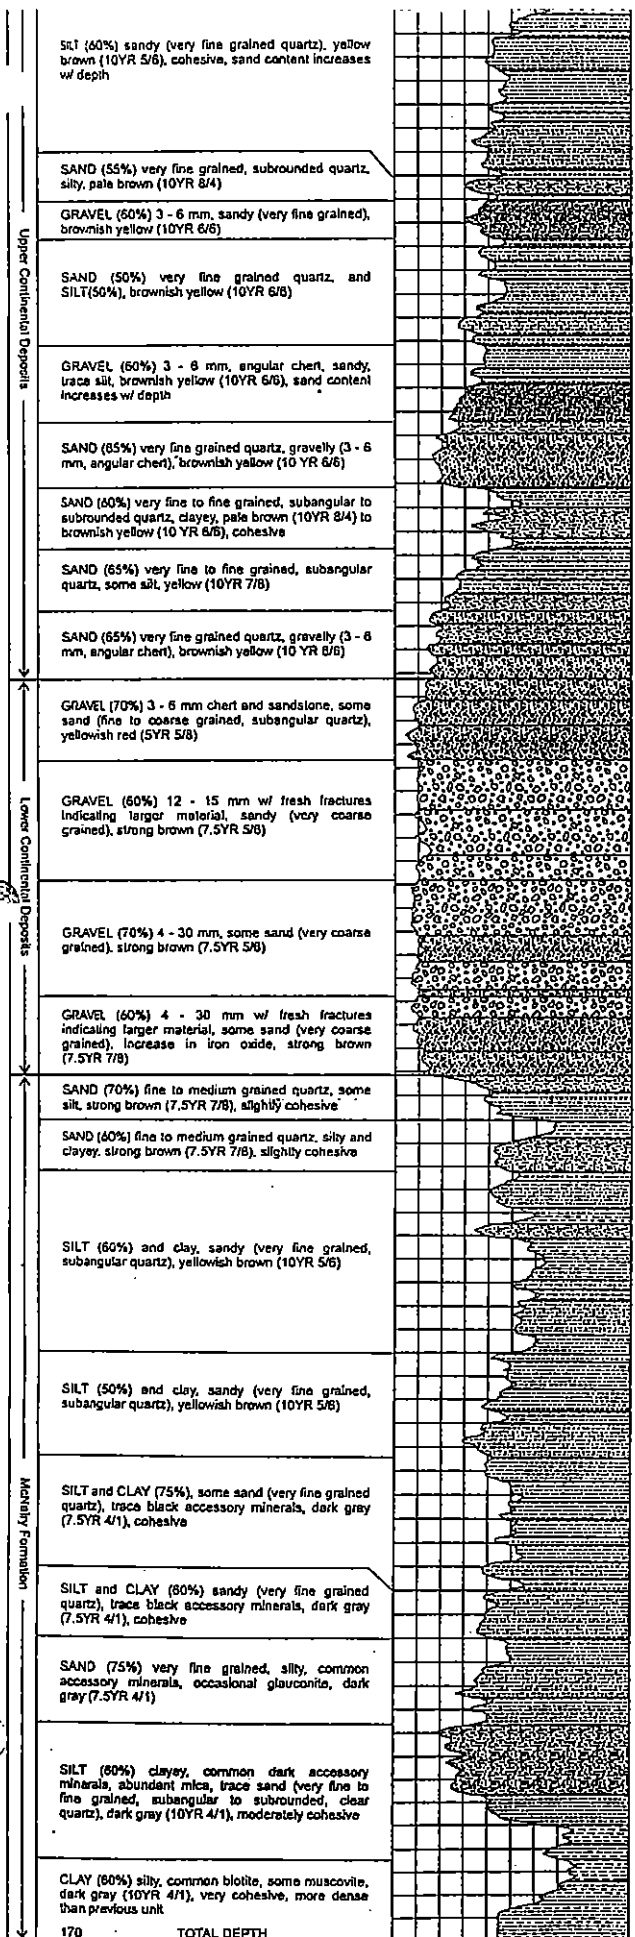 SILT (60%) sandy (very fine grained quartz), yellow
brown (10YR 5/6), cohesive, sand content increases
w/ depth
SAND (55%) very fine grained, subrounded quartz,
silty, pale brown (10YR 8/4)
GRAVEL (60%) 3 - 6 mm, sandy (very fine grained),
brownish yellow (10YR 6/6)
Upper Continental Deposits
SAND (50%) very fine grained quartz, and
SILT(50%), brownish yellow (10YR 6/6)
GRAVEL (60%) 3 - 6 mm, angular chert, sandy,
trace silt, brownish yellow (10YR 6/6), sand content
increases w/ depth
SAND (65%) very fine grained quartz, gravelly (3 - 6
mm, angular chert), brownish yellow (10 YR 6/6)
SAND (60%) very fine to fine grained, subangular to
subrounded quartz, clayey, pale brown (10YR 8/4) to
brownish yellow (10 YR 6/6), cohesive
SAND (65%) very fine to fine grained, subangular
quartz, some silt, yellow (10YR 7/8)
SAND (65%) very fine grained quartz, gravelly (3 - 6
mm, angular chert), brownish yellow (10 YR 6/6)
GRAVEL (70%) 3 - 6 mm chert and sandstone, some
sand (fine to coarse grained, subangular quartz),
yellowish red (5YR 5/8)
Lower Continental Deposits
GRAVEL (60%) 12 - 15 mm w/ fresh fractures
indicating larger material, sandy (very coarse
grained), strong brown (7.5YR 5/8)
GRAVEL (70%) 4 - 30 mm, some sand (very coarse
grained), strong brown (7.5YR 5/8)
GRAVEL (60%) 4 - 30 mm w/ fresh fractures
indicating larger material, some sand (very coarse
grained), increase in iron oxide, strong brown
(7.5YR 7/8)
SAND (70%) fine to medium grained quartz, some
silt, strong brown (7.5YR 7/8), slightly cohesive
SAND (60%) fine to medium grained quartz, silty and
clayey, strong brown (7.5YR 7/8), slightly cohesive
SILT (60%) and clay, sandy (very fine grained,
subangular quartz), yellowish brown (10YR 5/6)
SILT (50%) and clay, sandy (very fine grained,
subangular quartz), yellowish brown (10YR 5/6)
McNairy Formation
SILT and CLAY (75%), some sand (very fine grained
quartz), trace black accessory minerals, dark gray
(7.5YR 4/1), cohesive
SILT and CLAY (60%) sandy (very fine grained
quartz), trace black accessory minerals, dark gray
(7.5YR 4/1), cohesive
SAND (75%) very fine grained, silty, common
accessory minerals, occasional glauconite, dark
gray (7.5YR 4/1)
SILT (60%) clayey, common dark accessory
minerals, abundant mica, trace sand (very fine to
fine grained, subangular to subrounded, clear
quartz), dark gray (10YR 4/1), moderately cohesive
CLAY (60%) silty, common biotite, some muscovite,
dark gray (10YR 4/1), very cohesive, more dense
than previous unit
170 TOTAL DEPTH